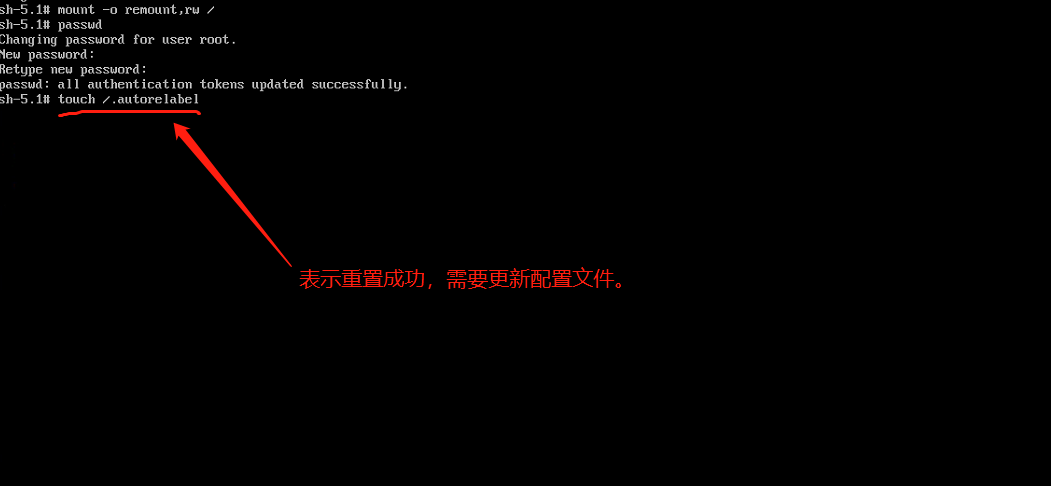 sh-5.1# mount -o remount,rw /
sh-5.1# passwd
Changing password for user root.
New password:
Retype new password:
passwd: all authentication tokens updated successfully.
sh-5.1# touch /.autorelabel
表示重置成功，需要更新配置文件。